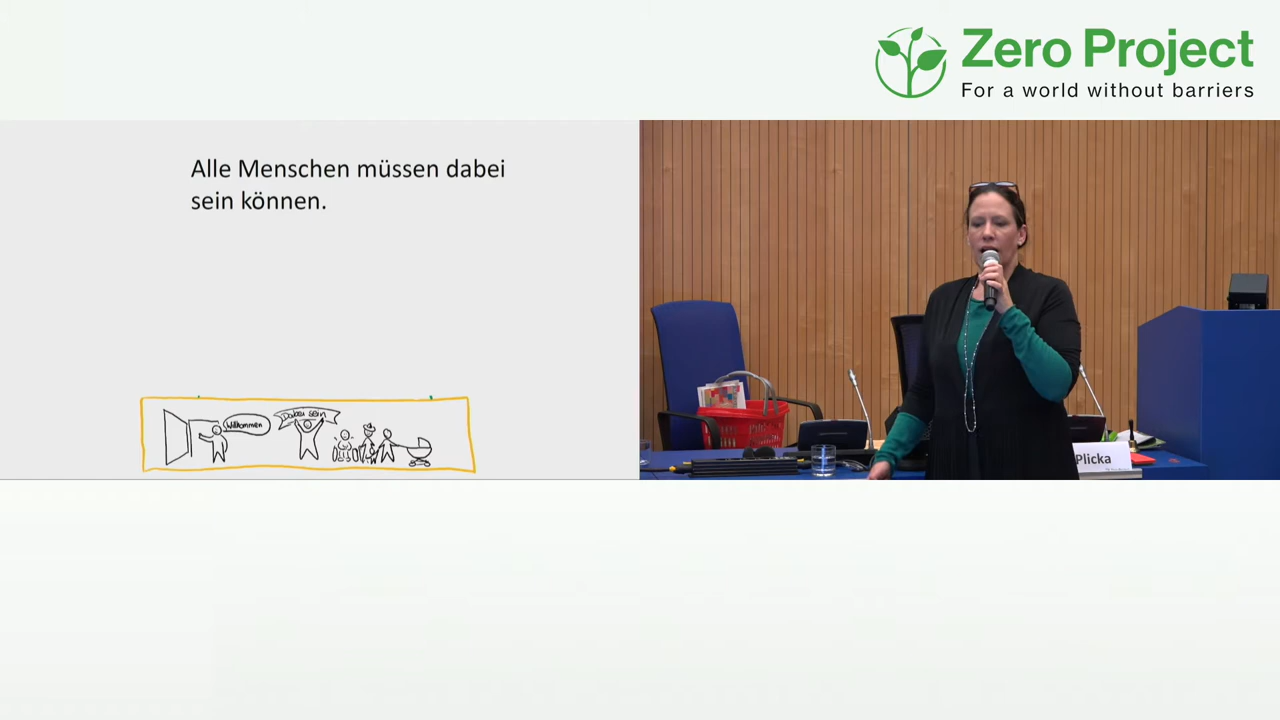 Zero Project
For a world without barriers
Alle Menschen müssen dabei
sein können.
Willkommen
Dabei sein
Plicka